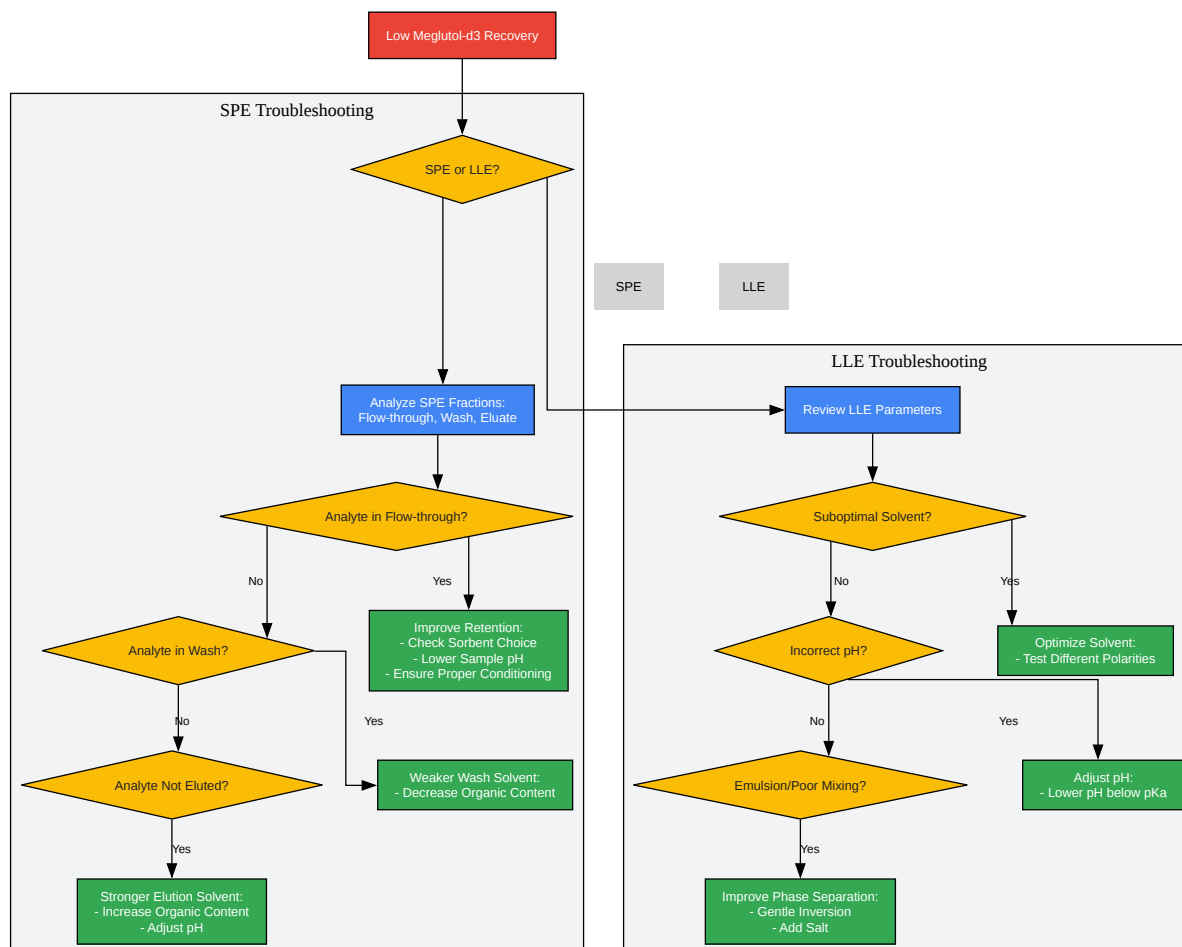 Low Meglutol-d3 Recovery
SPE Troubleshooting
SPE or LLE?
SPE
LLE
LLE Troubleshooting
Analyze SPE Fractions:
Flow-through, Wash, Eluate
Review LLE Parameters
Analyte in Flow-through?
Suboptimal Solvent?
No
Yes
No
Yes
Improve Retention:
- Check Sorbent Choice
- Lower Sample pH
- Ensure Proper Conditioning
Analyte in Wash?
Incorrect pH?
Optimize Solvent:
- Test Different Polarities
No
Yes
No
Yes
Analyte Not Eluted?
Weaker Wash Solvent:
- Decrease Organic Content
Emulsion/Poor Mixing?
Adjust pH:
- Lower pH below pKa
Yes
Yes
Stronger Elution Solvent:
- Increase Organic Content
- Adjust pH
Improve Phase Separation:
- Gentle Inversion
- Add Salt